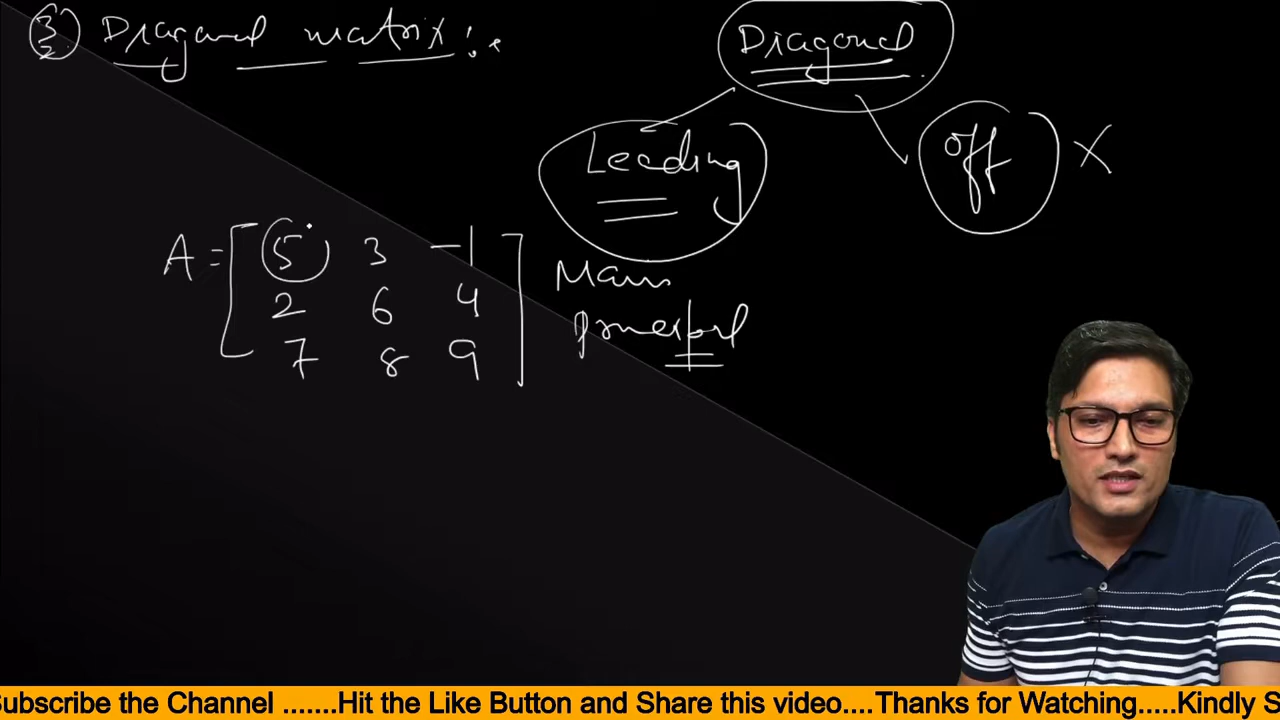 3 Diagonal matrix :.
Diagonal
Leading
off X
A = [ 5 3 -1
2 6 4
7 8 9 ]
Main
Subscribe the Channel .......Hit the Like Button and Share this video....Thanks for Watching.....Kindly S